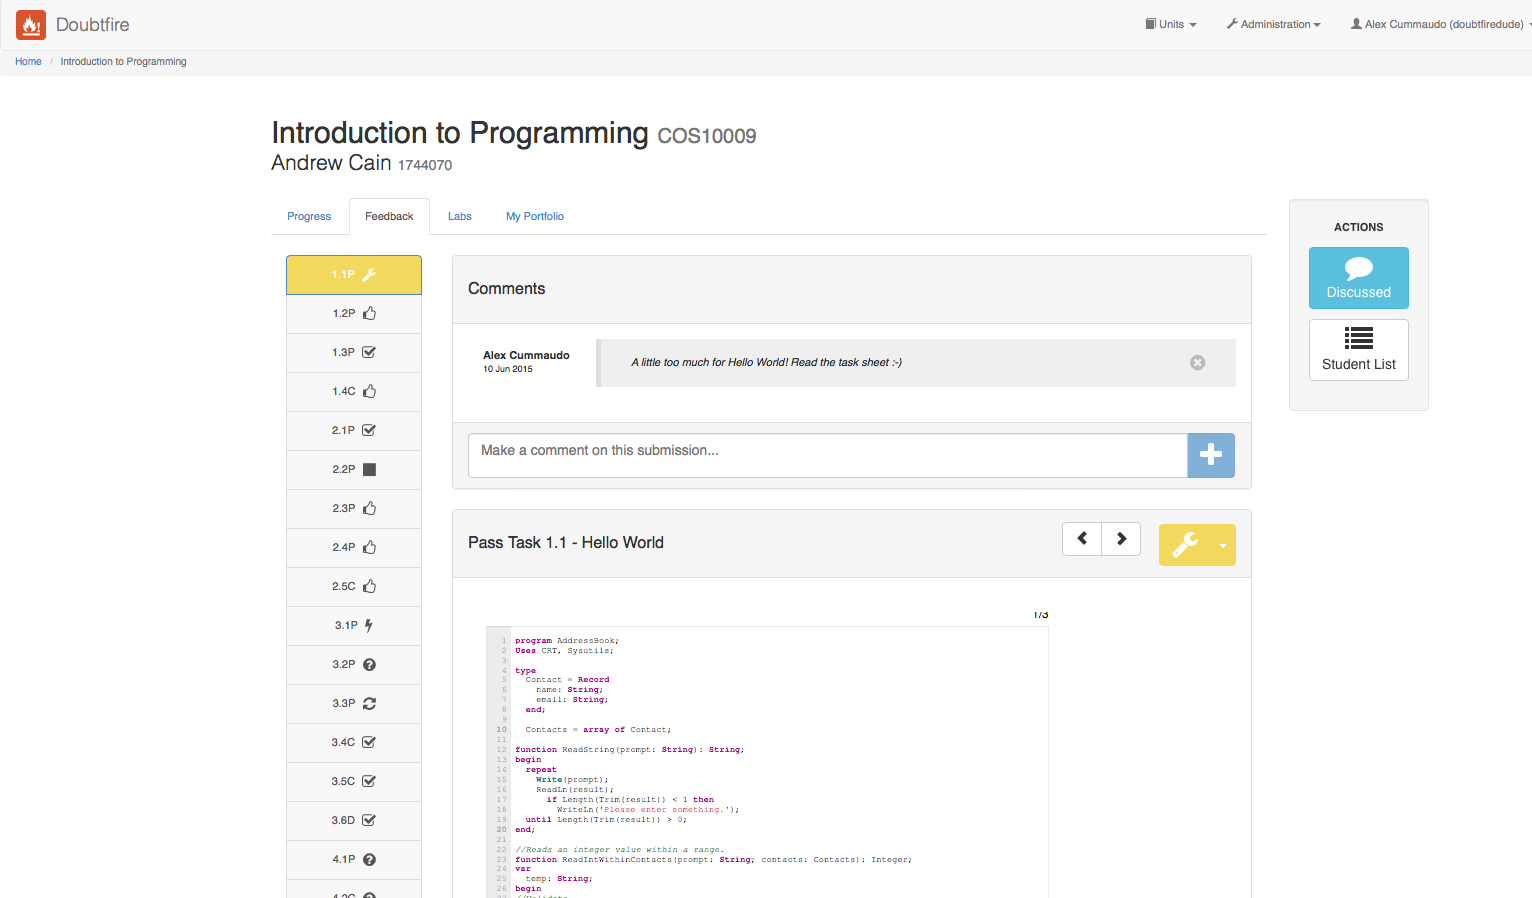 Doubtfire
Units
Administration
Alex Cummaudo (doubtfiredude)
Home / Introduction to Programming
Introduction to Programming COS10009
Andrew Cain 1744070
Progress
Feedback
Labs
My Portfolio
1.1P
1.2P
1.3P
1.4C
2.1P
2.2P
2.3P
2.4P
2.5C
3.1P
3.2P
3.3P
3.4C
3.5C
3.6D
4.1P
Comments
Alex Cummaudo
10 Jun 2015
A little too much for Hello World! Read the task sheet :-)
Make a comment on this submission...
Pass Task 1.1 - Hello World
1/3
1 program AddressBook;
2 Uses CRT, Sysutils;
3
4 type
5 Contact = Record
6 name: String;
7 email: String;
8 end;
9
10 Contacts = array of Contact;
11
12 function ReadString(prompt: String): String;
13 begin
14 repeat
15 Write(prompt);
16 ReadLn(result);
17 if Length(Trim(result)) < 1 then
18 WriteLn('Please enter something.');
19 until Length(Trim(result)) > 0;
20 end;
21
22 //Reads an integer value within a range.
23 function ReadIntWithinContacts(prompt: String; contacts: Contacts): Integer;
24 var
25 temp: String;
26 begin
ACTIONS
Discussed
Student List